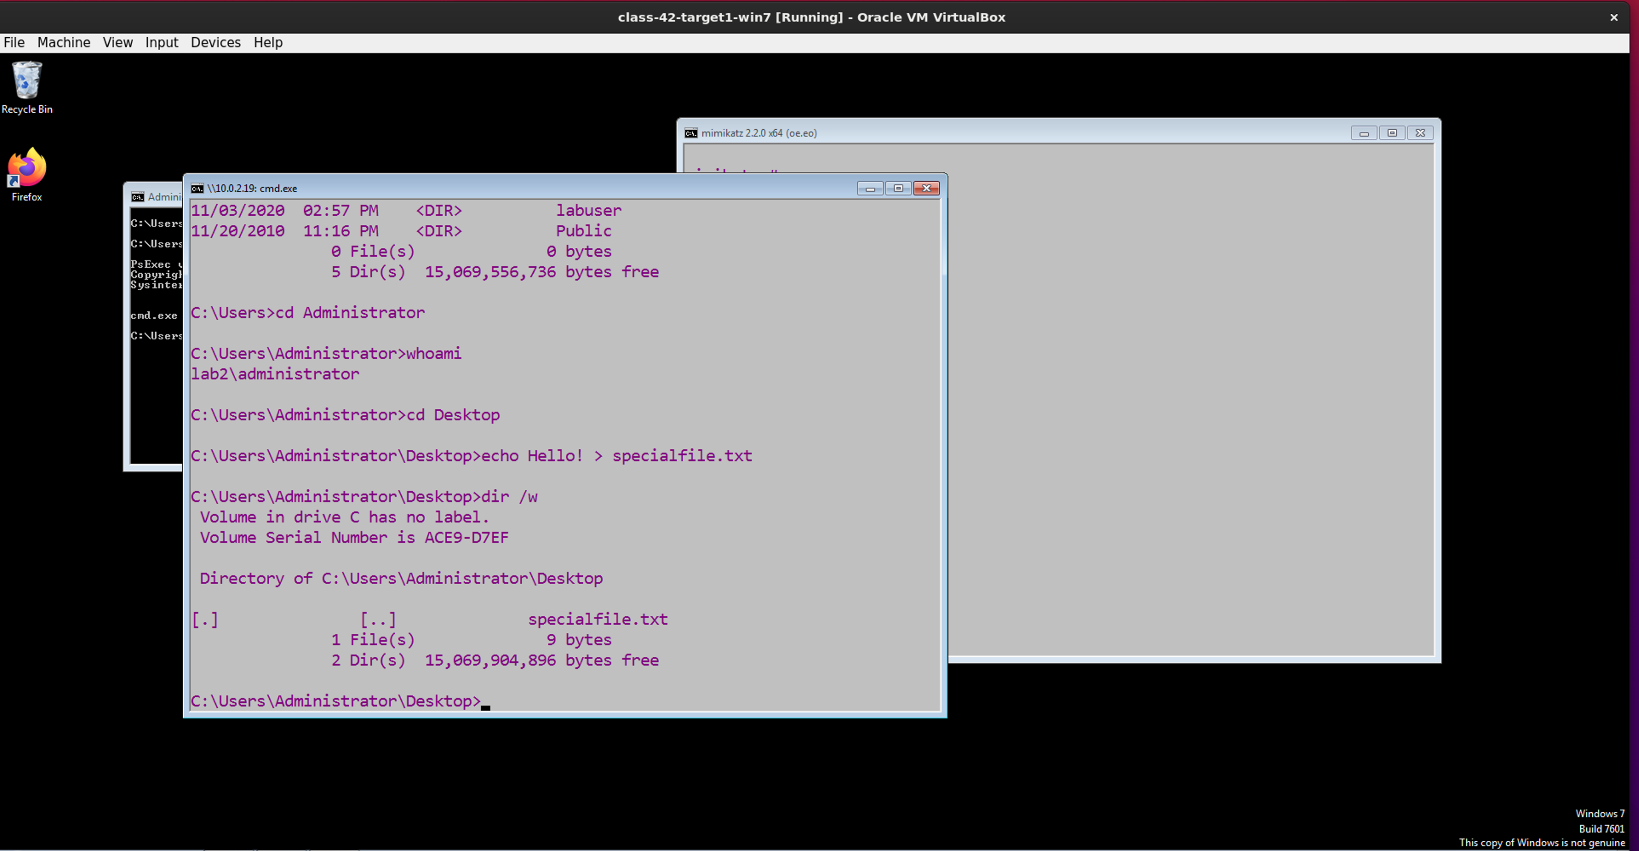 class-42-target1-win7 [Running] - Oracle VM VirtualBox
File Machine View Input Devices Help
Recycle Bin
Firefox
mimikatz 2.2.0 x64 (oe.eo)
Admini
C:\Users
C:\Users
PsExec v
Copyrigh
Sysinter
cmd.exe
C:\Users
\\10.0.2.19: cmd.exe
11/03/2020  02:57 PM    <DIR>          labuser
11/20/2010  11:16 PM    <DIR>          Public
0 File(s)              0 bytes
5 Dir(s)  15,069,556,736 bytes free
C:\Users>cd Administrator
C:\Users\Administrator>whoami
lab2\administrator
C:\Users\Administrator>cd Desktop
C:\Users\Administrator\Desktop>echo Hello! > specialfile.txt
C:\Users\Administrator\Desktop>dir /w
Volume in drive C has no label.
Volume Serial Number is ACE9-D7EF
Directory of C:\Users\Administrator\Desktop
[.]               [..]              specialfile.txt
1 File(s)              9 bytes
2 Dir(s)  15,069,904,896 bytes free
C:\Users\Administrator\Desktop>
Windows 7
Build 7601
This copy of Windows is not genuine